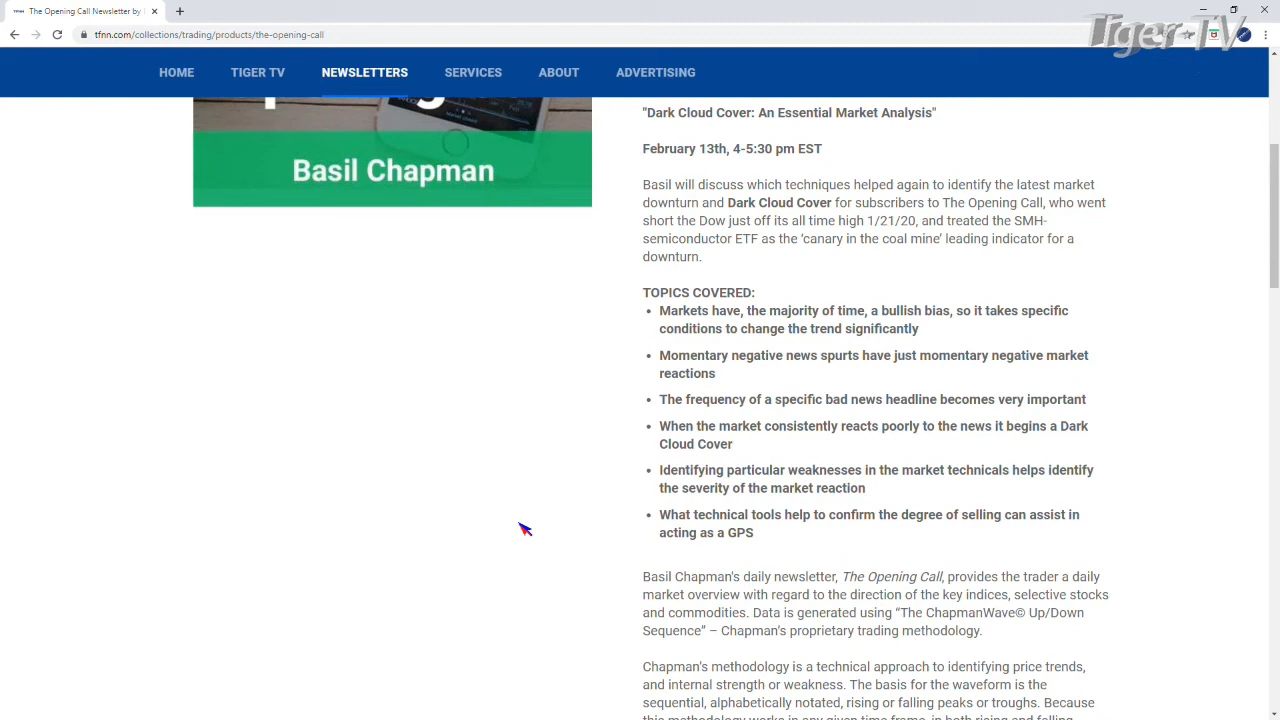 The Opening Call Newsletter by
tfnn.com/collections/trading/products/the-opening-call
Tiger-TV
HOME TIGER TV NEWSLETTERS SERVICES ABOUT ADVERTISING
Basil Chapman
"Dark Cloud Cover: An Essential Market Analysis"
February 13th, 4-5:30 pm EST
Basil will discuss which techniques helped again to identify the latest market
downturn and Dark Cloud Cover for subscribers to The Opening Call, who went
short the Dow just off its all time high 1/21/20, and treated the SMH-
semiconductor ETF as the ‘canary in the coal mine’ leading indicator for a
downturn.
TOPICS COVERED:
• Markets have, the majority of time, a bullish bias, so it takes specific
conditions to change the trend significantly
• Momentary negative news spurts have just momentary negative market
reactions
• The frequency of a specific bad news headline becomes very important
• When the market consistently reacts poorly to the news it begins a Dark
Cloud Cover
• Identifying particular weaknesses in the market technicals helps identify
the severity of the market reaction
• What technical tools help to confirm the degree of selling can assist in
acting as a GPS
Basil Chapman's daily newsletter, The Opening Call, provides the trader a daily
market overview with regard to the direction of the key indices, selective stocks
and commodities. Data is generated using “The ChapmanWave© Up/Down
Sequence” – Chapman’s proprietary trading methodology.
Chapman’s methodology is a technical approach to identifying price trends,
and internal strength or weakness. The basis for the waveform is the
sequential, alphabetically notated, rising or falling peaks or troughs. Because
this methodology works in any given time frame, in both rising and falling